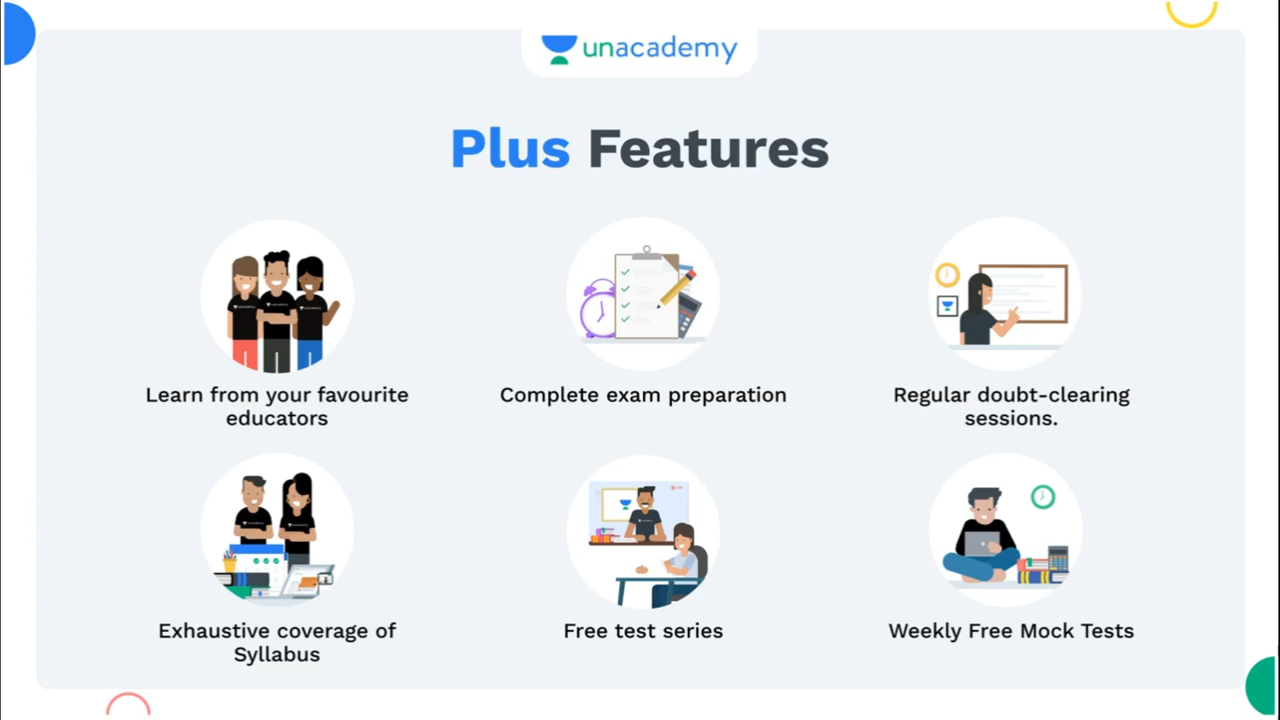 unacademy
Plus Features
Learn from your favourite
educators
Complete exam preparation
Regular doubt-clearing
sessions.
Exhaustive coverage of
Syllabus
Free test series
Weekly Free Mock Tests